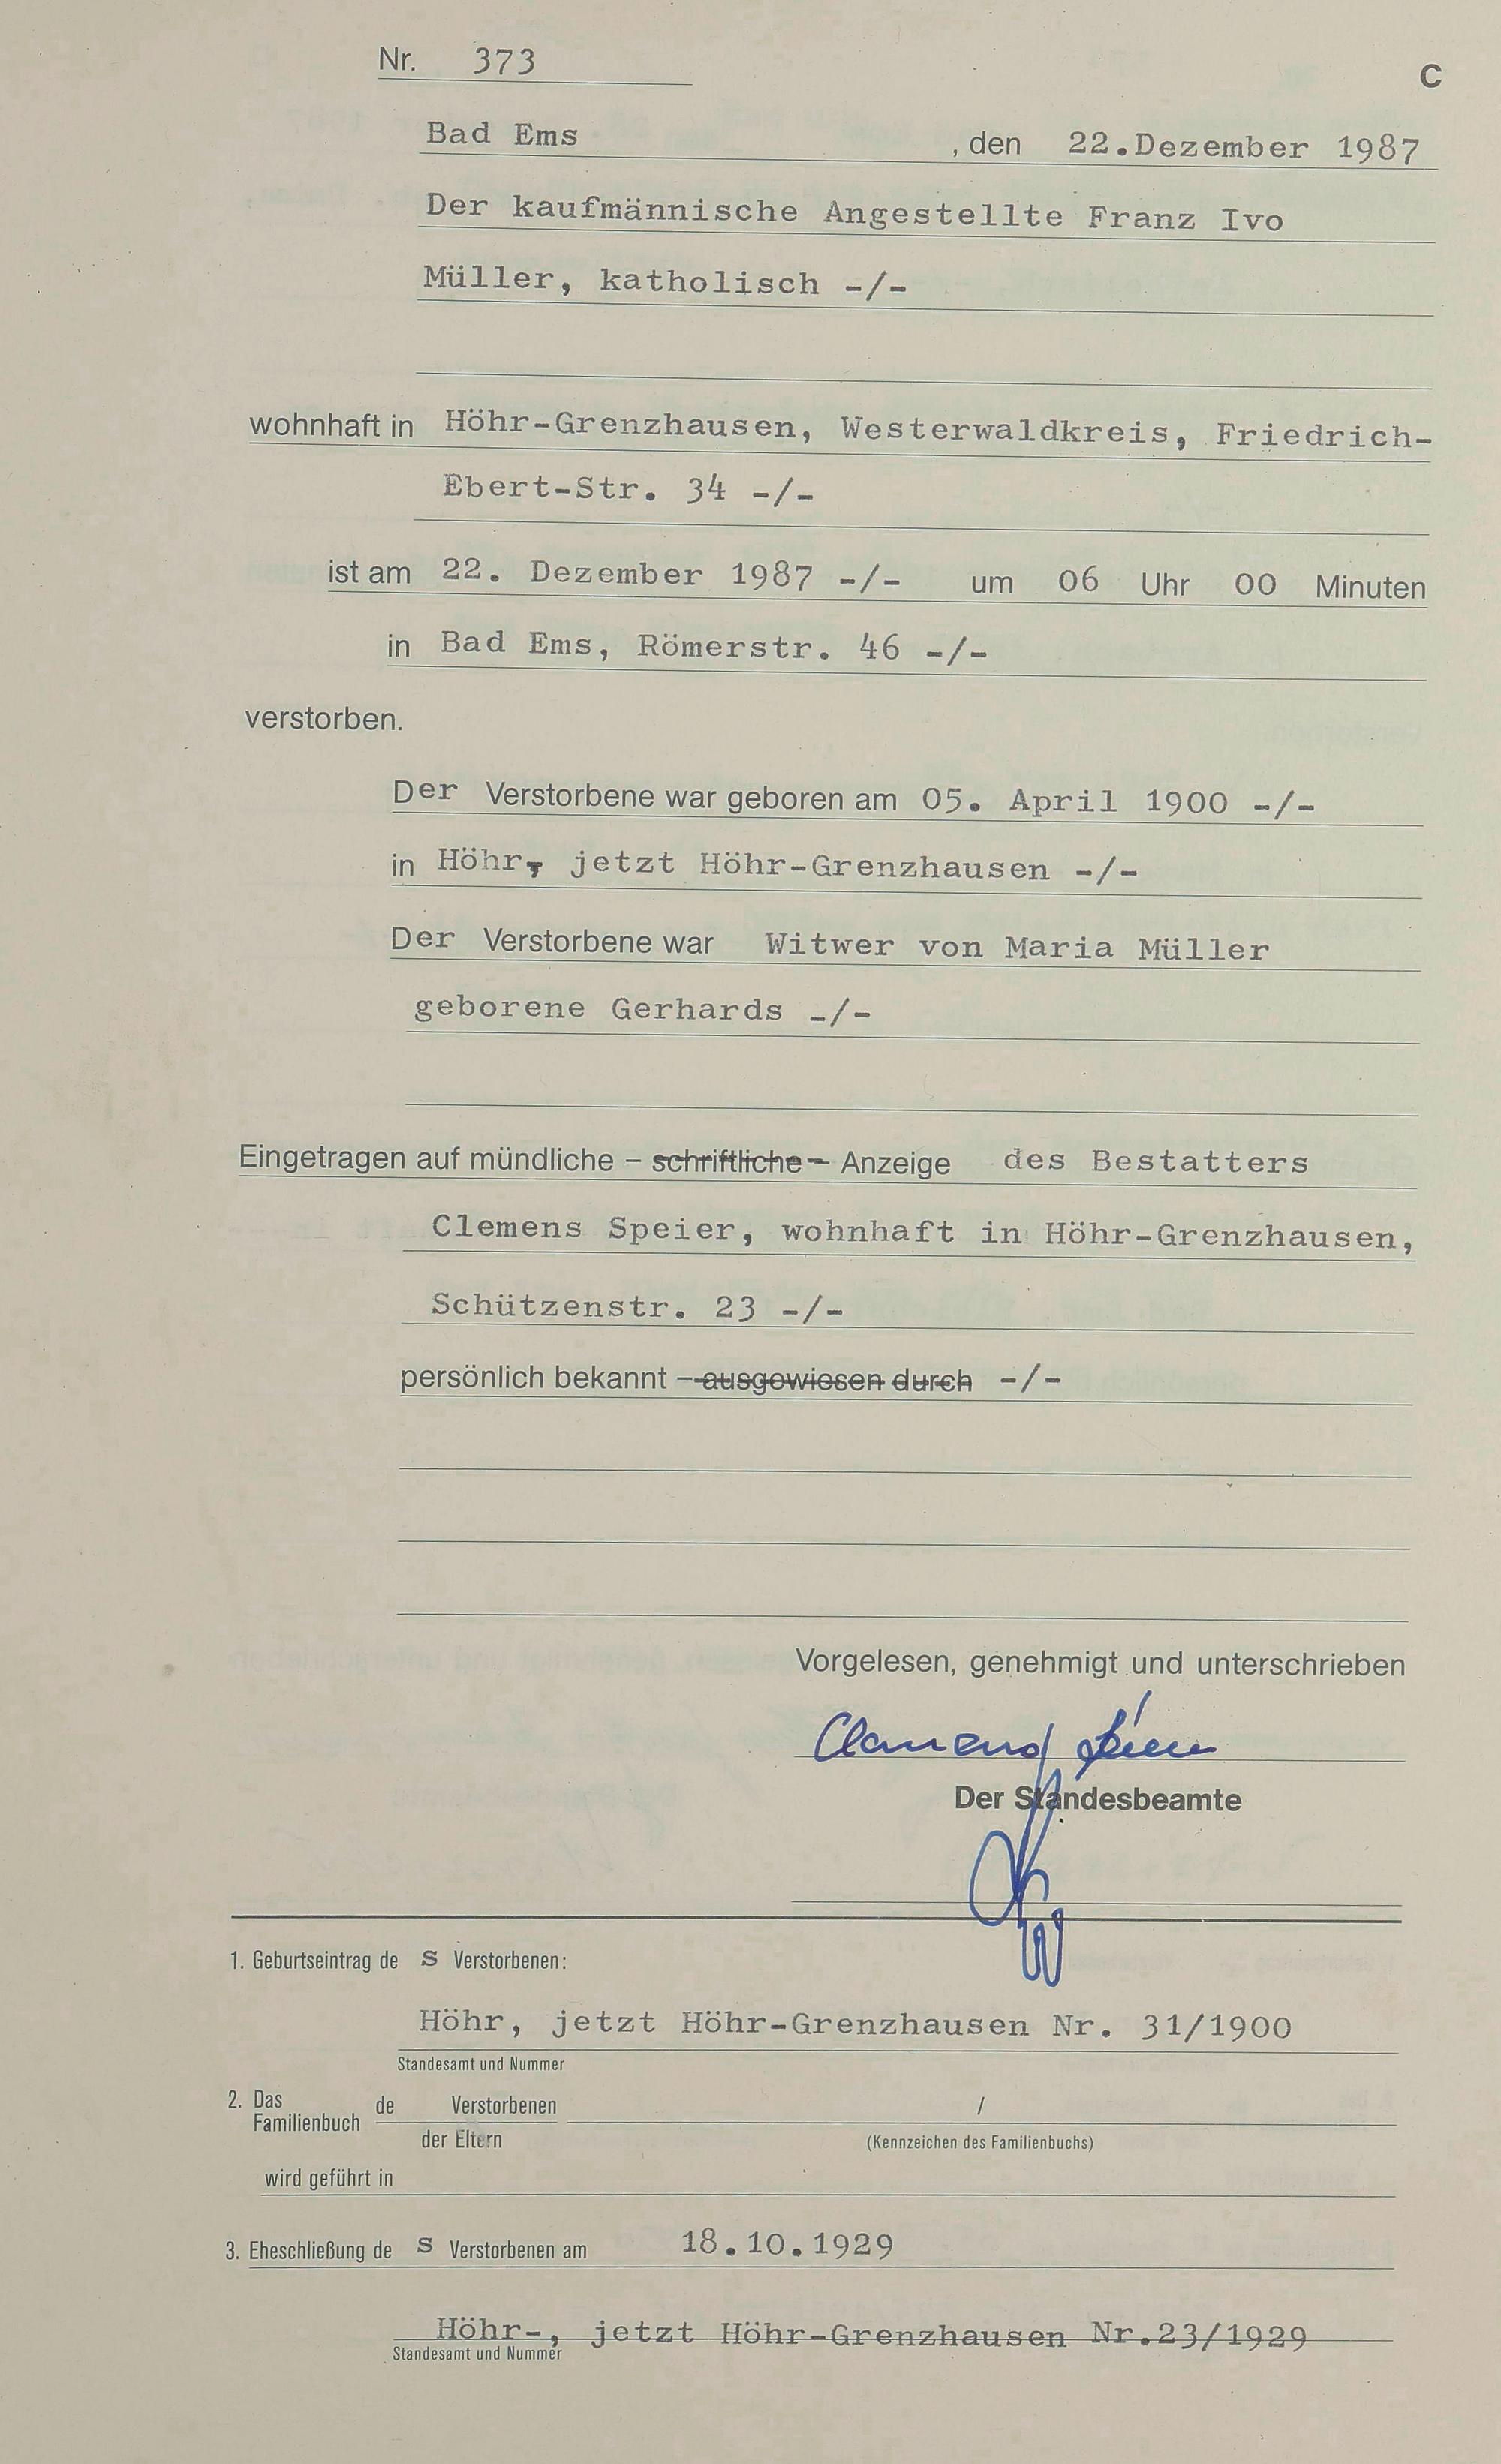 Nr. 373
C
Bad Ems , den 22.Dezember 1987
Der kaufmännische Angestellte Franz Ivo
Müller, katholisch -/-
wohnhaft in Höhr-Grenzhausen, Westerwaldkreis, Friedrich-
Ebert-Str. 34 -/-
ist am 22. Dezember 1987 -/- um 06 Uhr 00 Minuten
in Bad Ems, Römerstr. 46 -/-
verstorben.
Der Verstorbene war geboren am 05. April 1900 -/-
in Höhr, jetzt Höhr-Grenzhausen -/-
Der Verstorbene war Witwer von Maria Müller
geborene Gerhards -/-
Eingetragen auf mündliche – schriftliche – Anzeige des Bestatters
Clemens Speier, wohnhaft in Höhr-Grenzhausen,
Schützenstr. 23 -/-
persönlich bekannt – ausgewiesen durch -/-
Vorgelesen, genehmigt und unterschrieben
Der Standesbeamte
1. Geburtseintrag de s Verstorbenen:
Höhr, jetzt Höhr-Grenzhausen Nr. 31/1900
Standesamt und Nummer
2. Das Familienbuch de Verstorbenen /
der Eltern (Kennzeichen des Familienbuchs)
wird geführt in
3. Eheschließung de s Verstorbenen am 18.10.1929
Höhr-, jetzt Höhr-Grenzhausen Nr.23/1929
Standesamt und Nummer